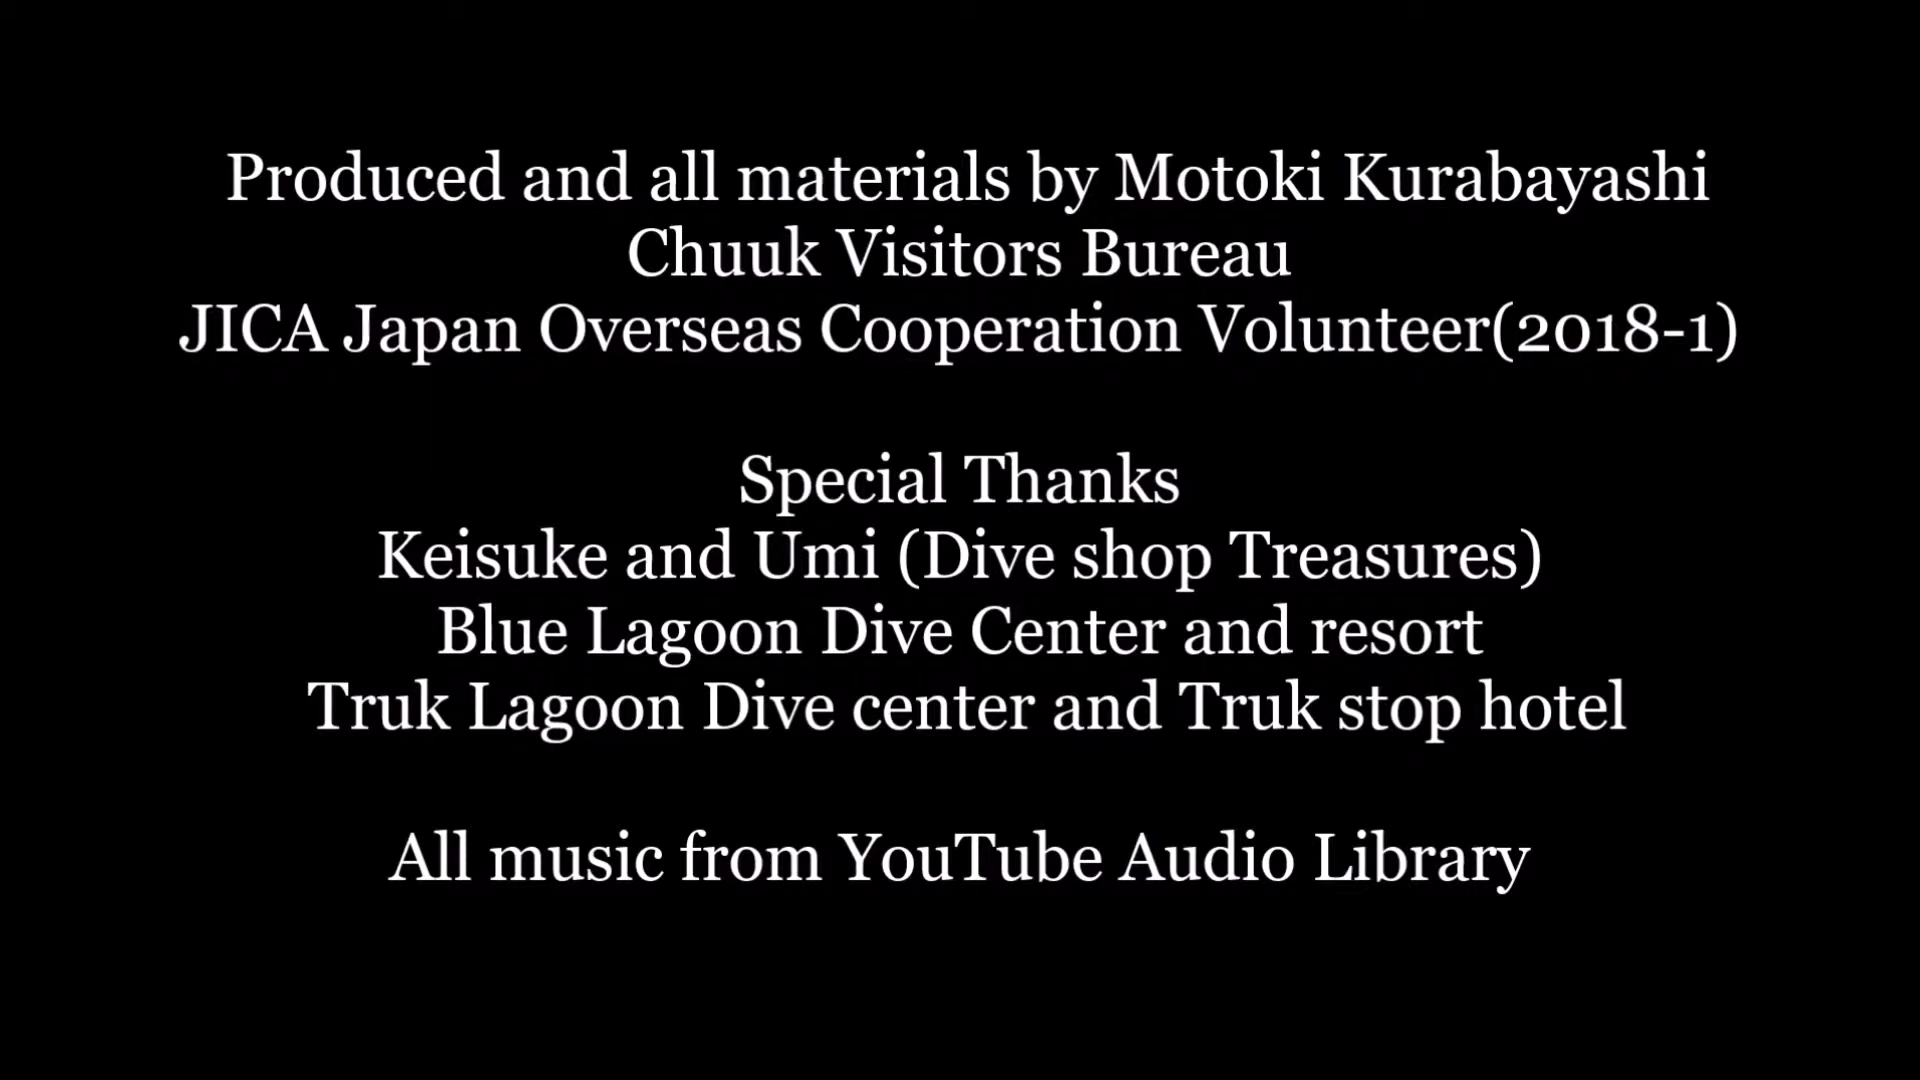 Produced and all materials by Motoki Kurabayashi
Chuuk Visitors Bureau
JICA Japan Overseas Cooperation Volunteer(2018-1)
Special Thanks
Keisuke and Umi (Dive shop Treasures)
Blue Lagoon Dive Center and resort
Truk Lagoon Dive center and Truk stop hotel
All music from YouTube Audio Library